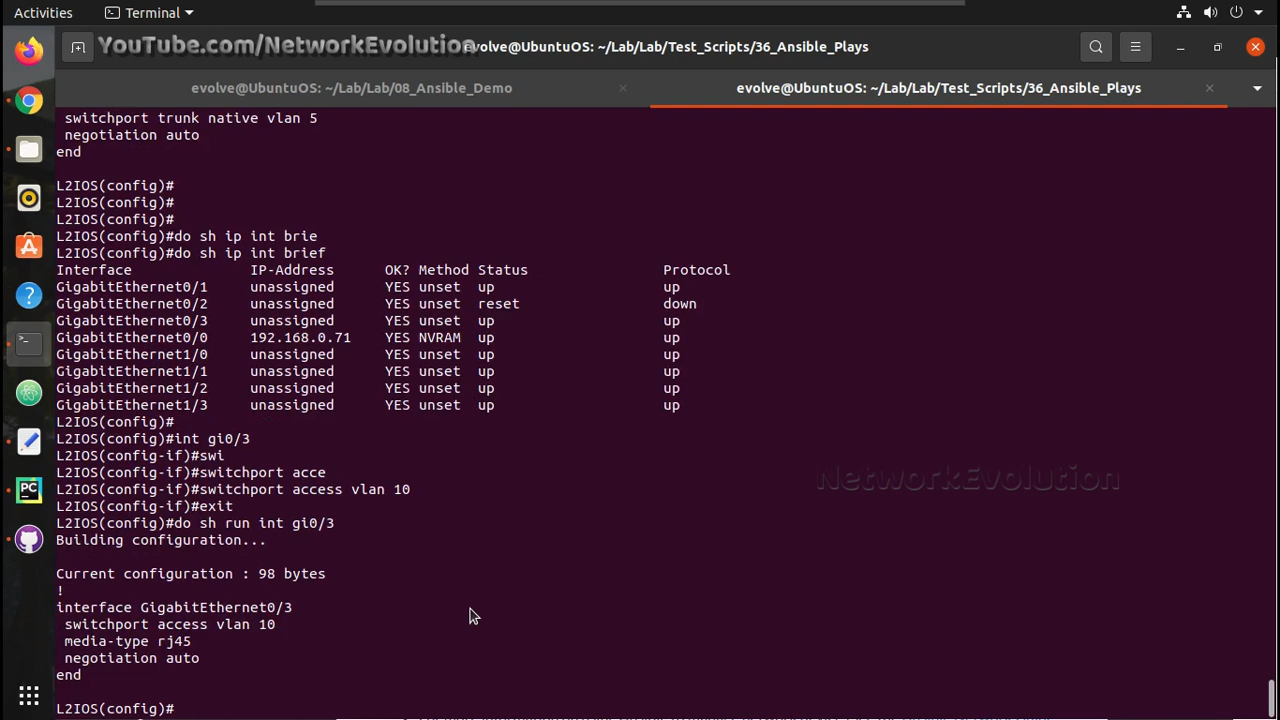 Activities
Terminal
YouTube.com/NetworkEvolution
evolve@UbuntuOS: ~/Lab/Lab/Test_Scripts/36_Ansible_Plays
evolve@UbuntuOS: ~/Lab/Lab/08_Ansible_Demo
evolve@UbuntuOS: ~/Lab/Lab/Test_Scripts/36_Ansible_Plays
switchport trunk native vlan 5
negotiation auto
end
L2IOS(config)#
L2IOS(config)#
L2IOS(config)#
L2IOS(config)#do sh ip int brie
L2IOS(config)#do sh ip int brief
Interface IP-Address OK? Method Status Protocol
GigabitEthernet0/1 unassigned YES unset up up
GigabitEthernet0/2 unassigned YES unset reset down
GigabitEthernet0/3 unassigned YES unset up up
GigabitEthernet0/0 192.168.0.71 YES NVRAM up up
GigabitEthernet1/0 unassigned YES unset up up
GigabitEthernet1/1 unassigned YES unset up up
GigabitEthernet1/2 unassigned YES unset up up
GigabitEthernet1/3 unassigned YES unset up up
L2IOS(config)#
L2IOS(config)#int gi0/3
L2IOS(config-if)#swi
L2IOS(config-if)#switchport acce
L2IOS(config-if)#switchport access vlan 10
NetworkEvolution
L2IOS(config-if)#exit
L2IOS(config)#do sh run int gi0/3
Building configuration...
Current configuration : 98 bytes
!
interface GigabitEthernet0/3
switchport access vlan 10
media-type rj45
negotiation auto
end
L2IOS(config)#